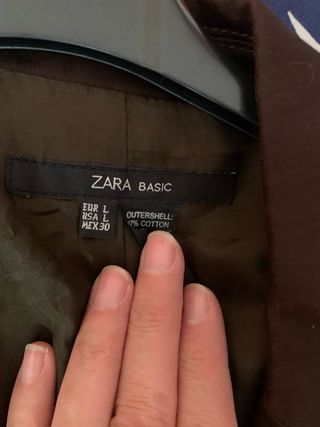 ZARA BASIC
EUR L
USA L
MEX 30
OUTERSHELL:
% COTTON